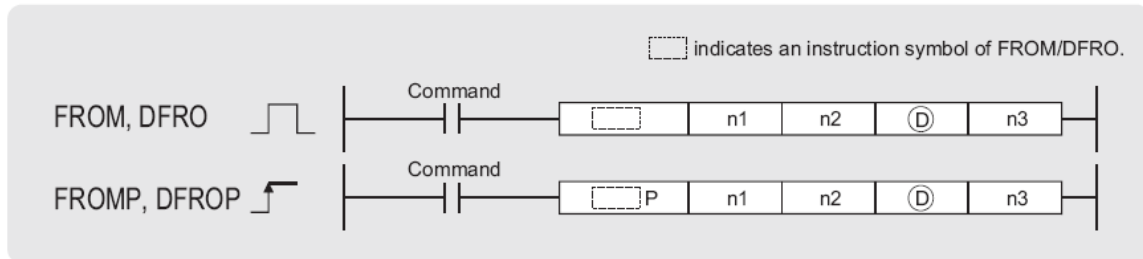 indicates an instruction symbol of FROM/DFRO.
Command
FROM, DFRO
n1 n2 Ⓓ n3
Command
FROMP, DFROP
P n1 n2 Ⓓ n3